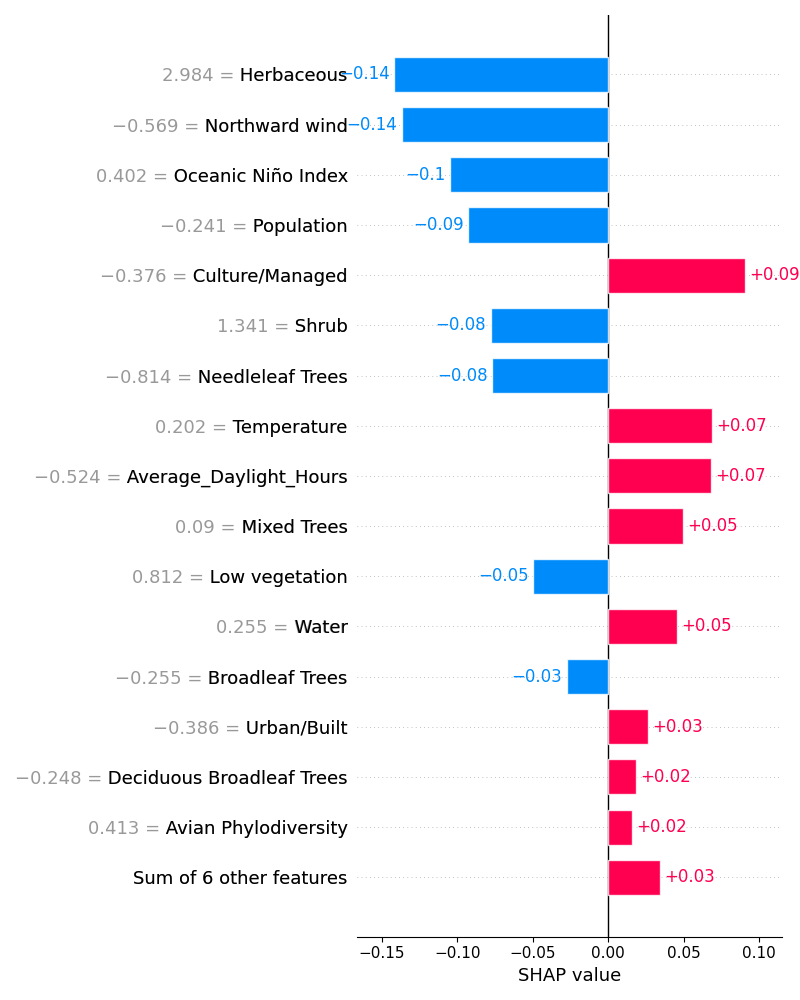 2.984 = Herbaceous −0.14
−0.569 = Northward wind −0.14
0.402 = Oceanic Niño Index −0.1
−0.241 = Population −0.09
−0.376 = Culture/Managed +0.09
1.341 = Shrub −0.08
−0.814 = Needleleaf Trees −0.08
0.202 = Temperature +0.07
−0.524 = Average_Daylight_Hours +0.07
0.09 = Mixed Trees +0.05
0.812 = Low vegetation −0.05
0.255 = Water +0.05
−0.255 = Broadleaf Trees −0.03
−0.386 = Urban/Built +0.03
−0.248 = Deciduous Broadleaf Trees +0.02
0.413 = Avian Phylodiversity +0.02
Sum of 6 other features +0.03
−0.15 −0.10 −0.05 0.00 0.05 0.10
SHAP value